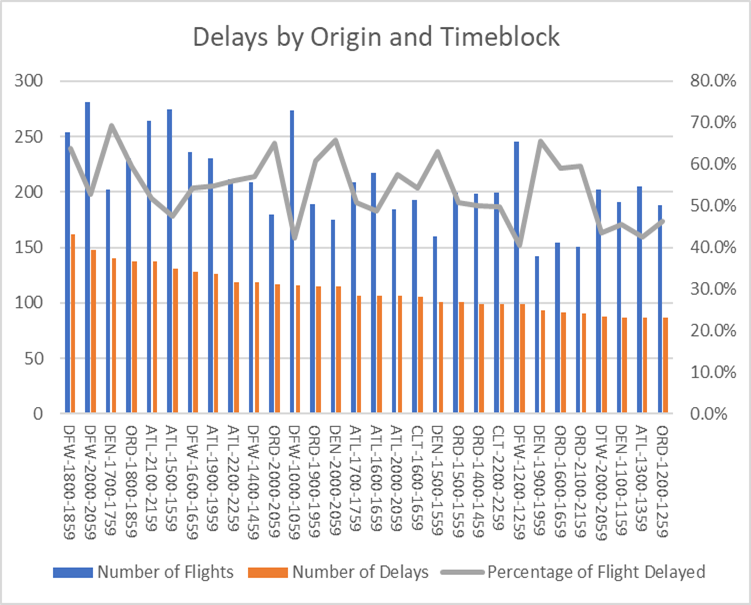 Delays by Origin and Timeblock
300
250
200
150
100
50
0
80.0%
70.0%
60.0%
50.0%
40.0%
30.0%
20.0%
10.0%
0.0%
DFW-1800-1859
DFW-2000-2059
DEN-1700-1759
ORD-1800-1859
ATL-2100-2159
ATL-1500-1559
DFW-1600-1659
ATL-1900-1959
ATL-2200-2259
DFW-1400-1459
ORD-2000-2059
DFW-1000-1059
ORD-1900-1959
DEN-2000-2059
ATL-1700-1759
ATL-1600-1659
ATL-2000-2059
CLT-1600-1659
DEN-1500-1559
ORD-1500-1559
ORD-1400-1459
CLT-2200-2259
DFW-1200-1259
DEN-1900-1959
ORD-1600-1659
ORD-2100-2159
DTW-2000-2059
DEN-1100-1159
ATL-1300-1359
ORD-1200-1259
Number of Flights
Number of Delays
Percentage of Flight Delayed